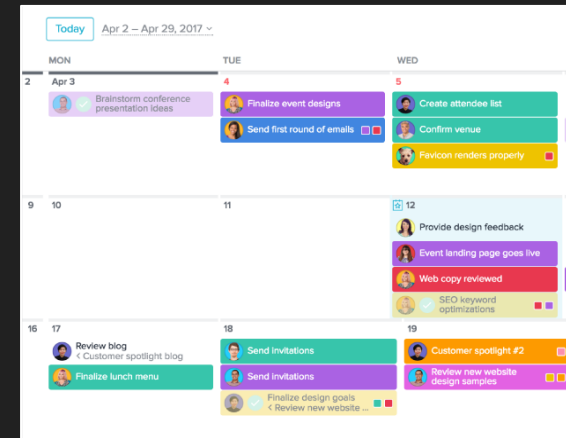 Today Apr 2 – Apr 29, 2017
MON TUE WED
2 Apr 3 4 5
Brainstorm conference
presentation ideas
Finalize event designs
Send first round of emails
Create attendee list
Confirm venue
Favicon renders properly
9 10 11 12
Provide design feedback
Event landing page goes live
Web copy reviewed
SEO keyword
optimizations
16 17 18 19
Review blog
< Customer spotlight blog
Finalize lunch menu
Send invitations
Send invitations
Finalize design goals
< Review new website ...
Customer spotlight #2
Review new website
design samples